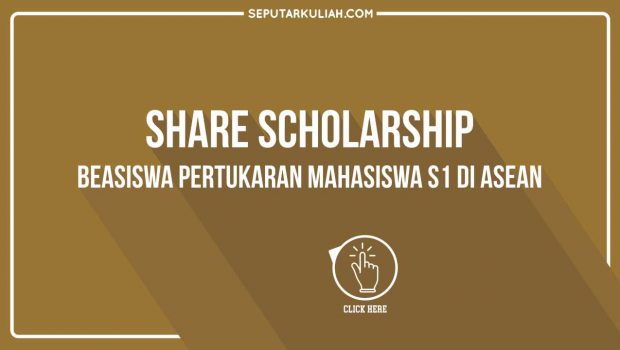 SEPUTARKULIAH.COM
SHARE SCHOLARSHIP
BEASISWA PERTUKARAN MAHASISWA S1 DI ASEAN
CLICK HERE